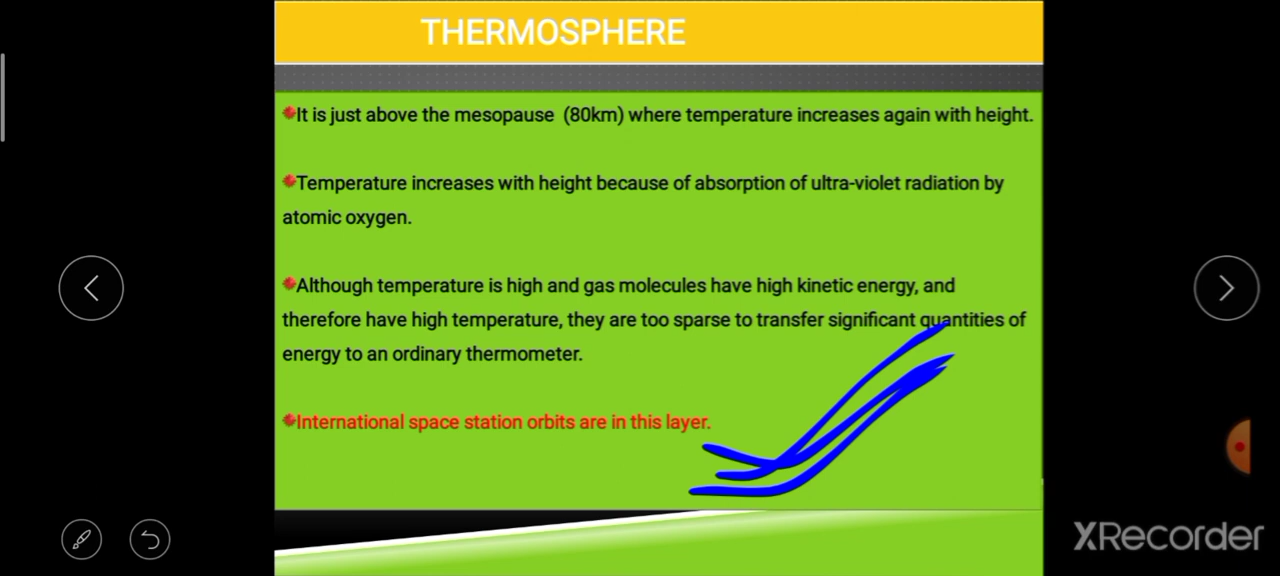 THERMOSPHERE
It is just above the mesopause (80km) where temperature increases again with height.
Temperature increases with height because of absorption of ultra-violet radiation by
atomic oxygen.
Although temperature is high and gas molecules have high kinetic energy, and
therefore have high temperature, they are too sparse to transfer significant quantities of
energy to an ordinary thermometer.
International space station orbits are in this layer.
XRecorder